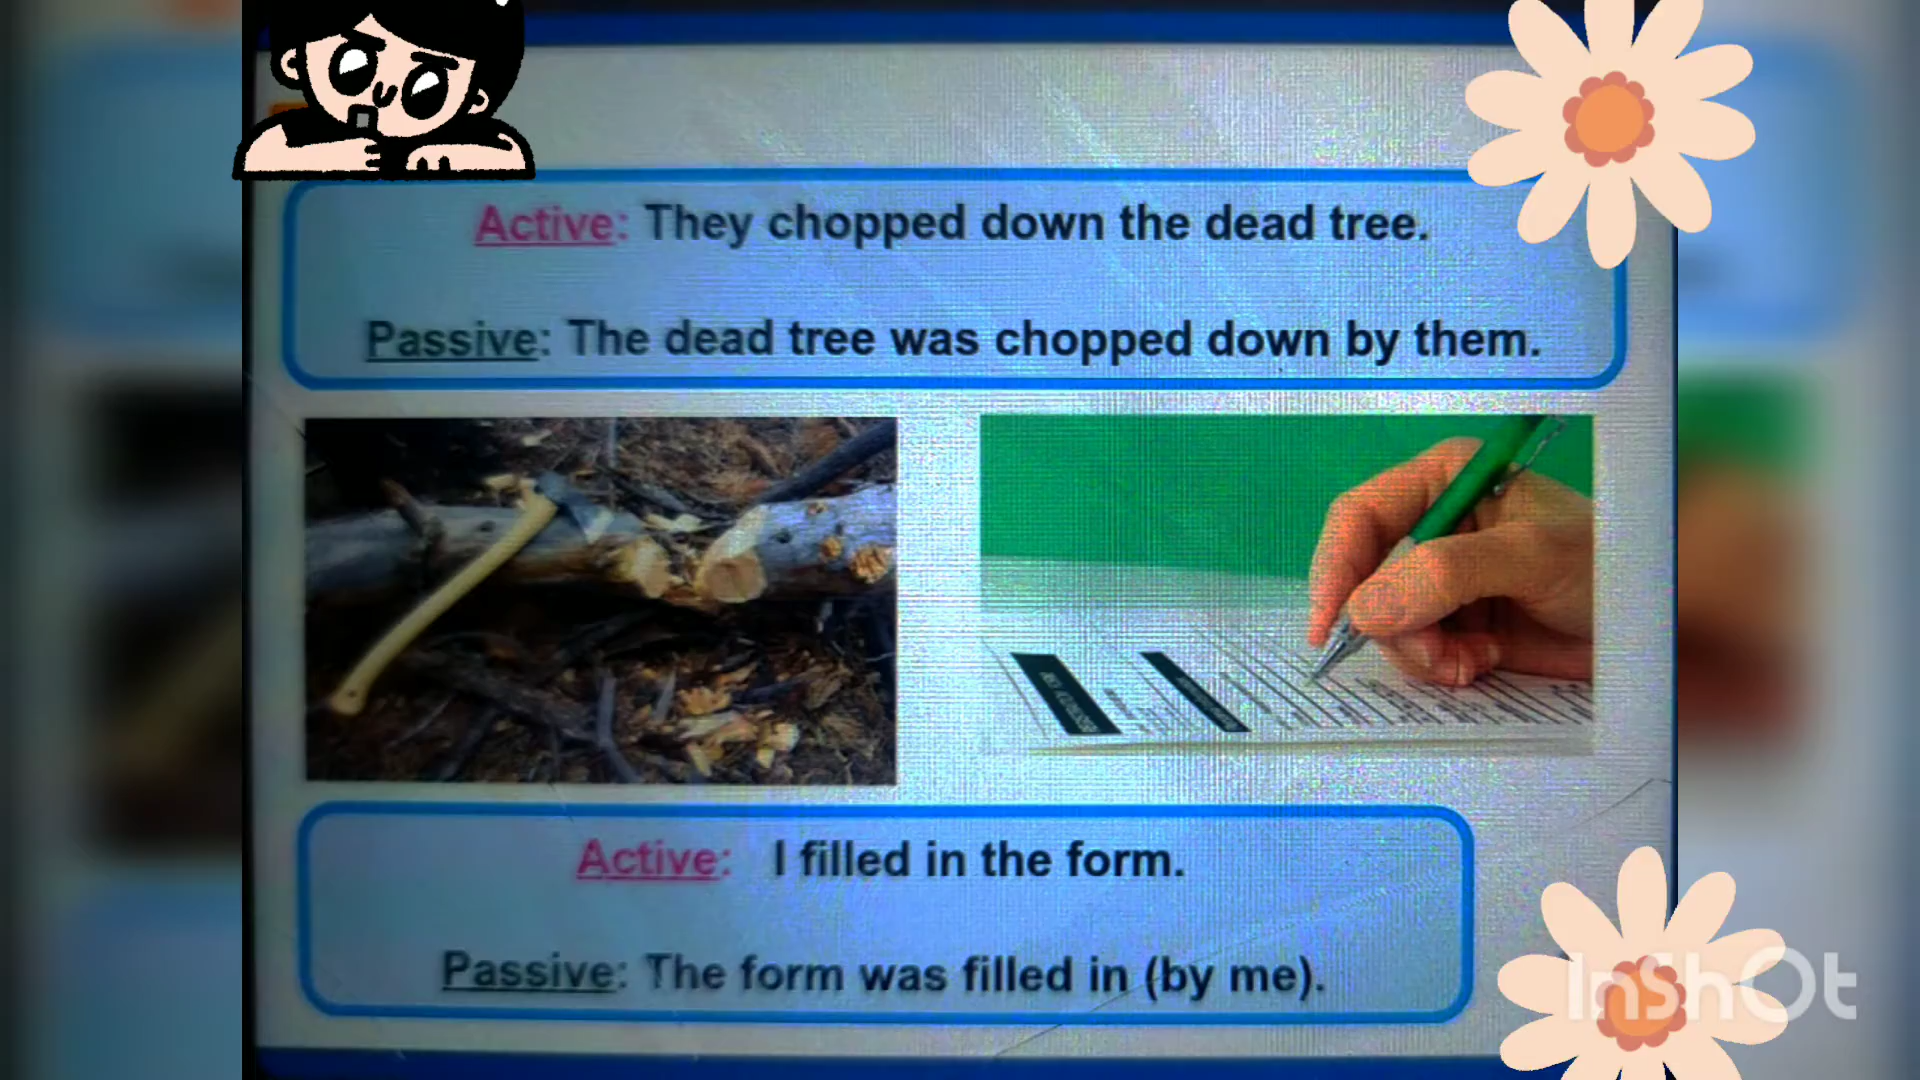 Active: They chopped down the dead tree.
Passive: The dead tree was chopped down by them.
Active: I filled in the form.
Passive: The form was filled in (by me).
InShOt